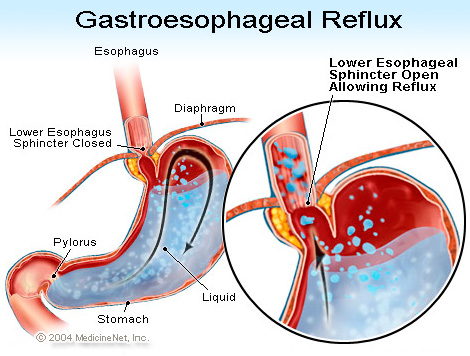 Gastroesophageal Reflux
Esophagus
Lower Esophageal
Sphincter Open
Allowing Reflux
Diaphragm
Lower Esophagus
Sphincter Closed
Pylorus
Liquid
Stomach
© 2004 MedicineNet, Inc.